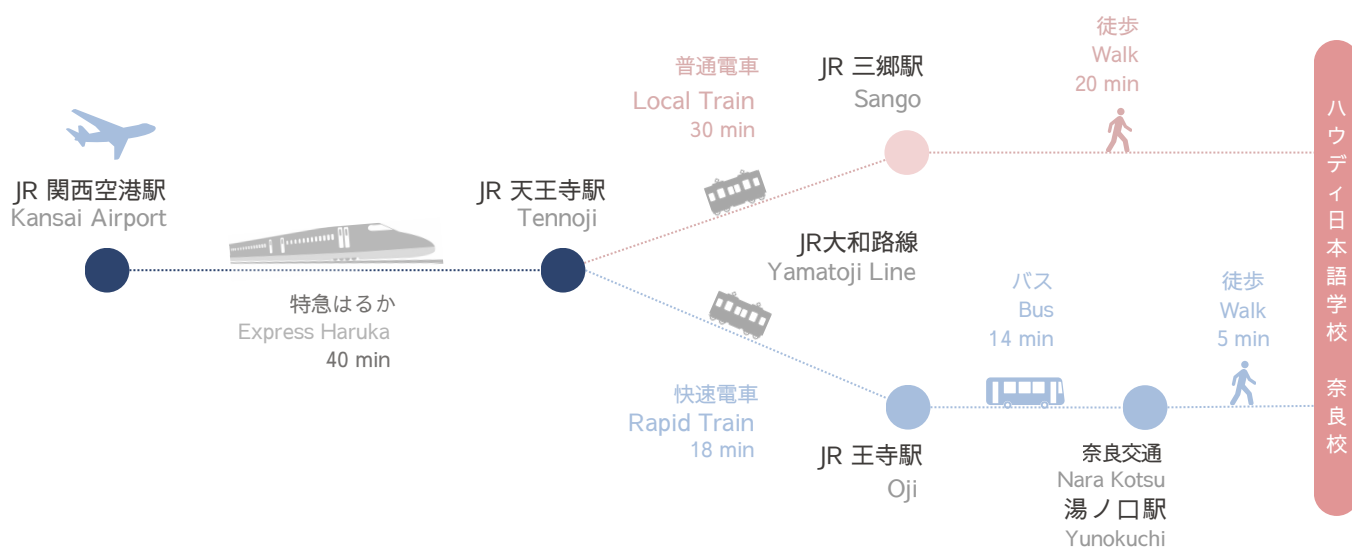 JR 関西空港駅
Kansai Airport
特急はるか
Express Haruka
40 min
JR 天王寺駅
Tennoji
普通電車
Local Train
30 min
JR 三郷駅
Sango
徒歩
Walk
20 min
JR大和路線
Yamatoji Line
快速電車
Rapid Train
18 min
JR 王寺駅
Oji
バス
Bus
14 min
奈良交通
Nara Kotsu
湯ノ口駅
Yunokuchi
徒歩
Walk
5 min
ハウディ日本語学校 奈良校